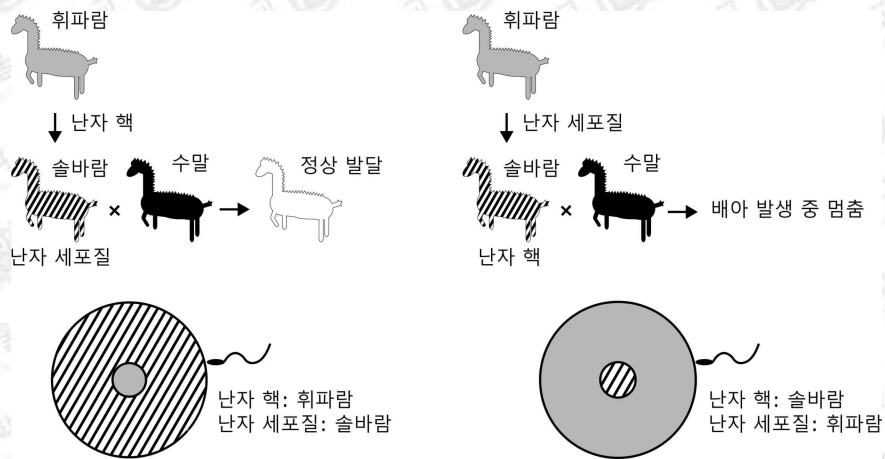 휘파람
난자 핵
솔바람
수말
정상 발달
×
난자 세포질
난자 핵: 휘파람
난자 세포질: 솔바람
휘파람
난자 세포질
솔바람
수말
×
배아 발생 중 멈춤
난자 핵
난자 핵: 솔바람
난자 세포질: 휘파람